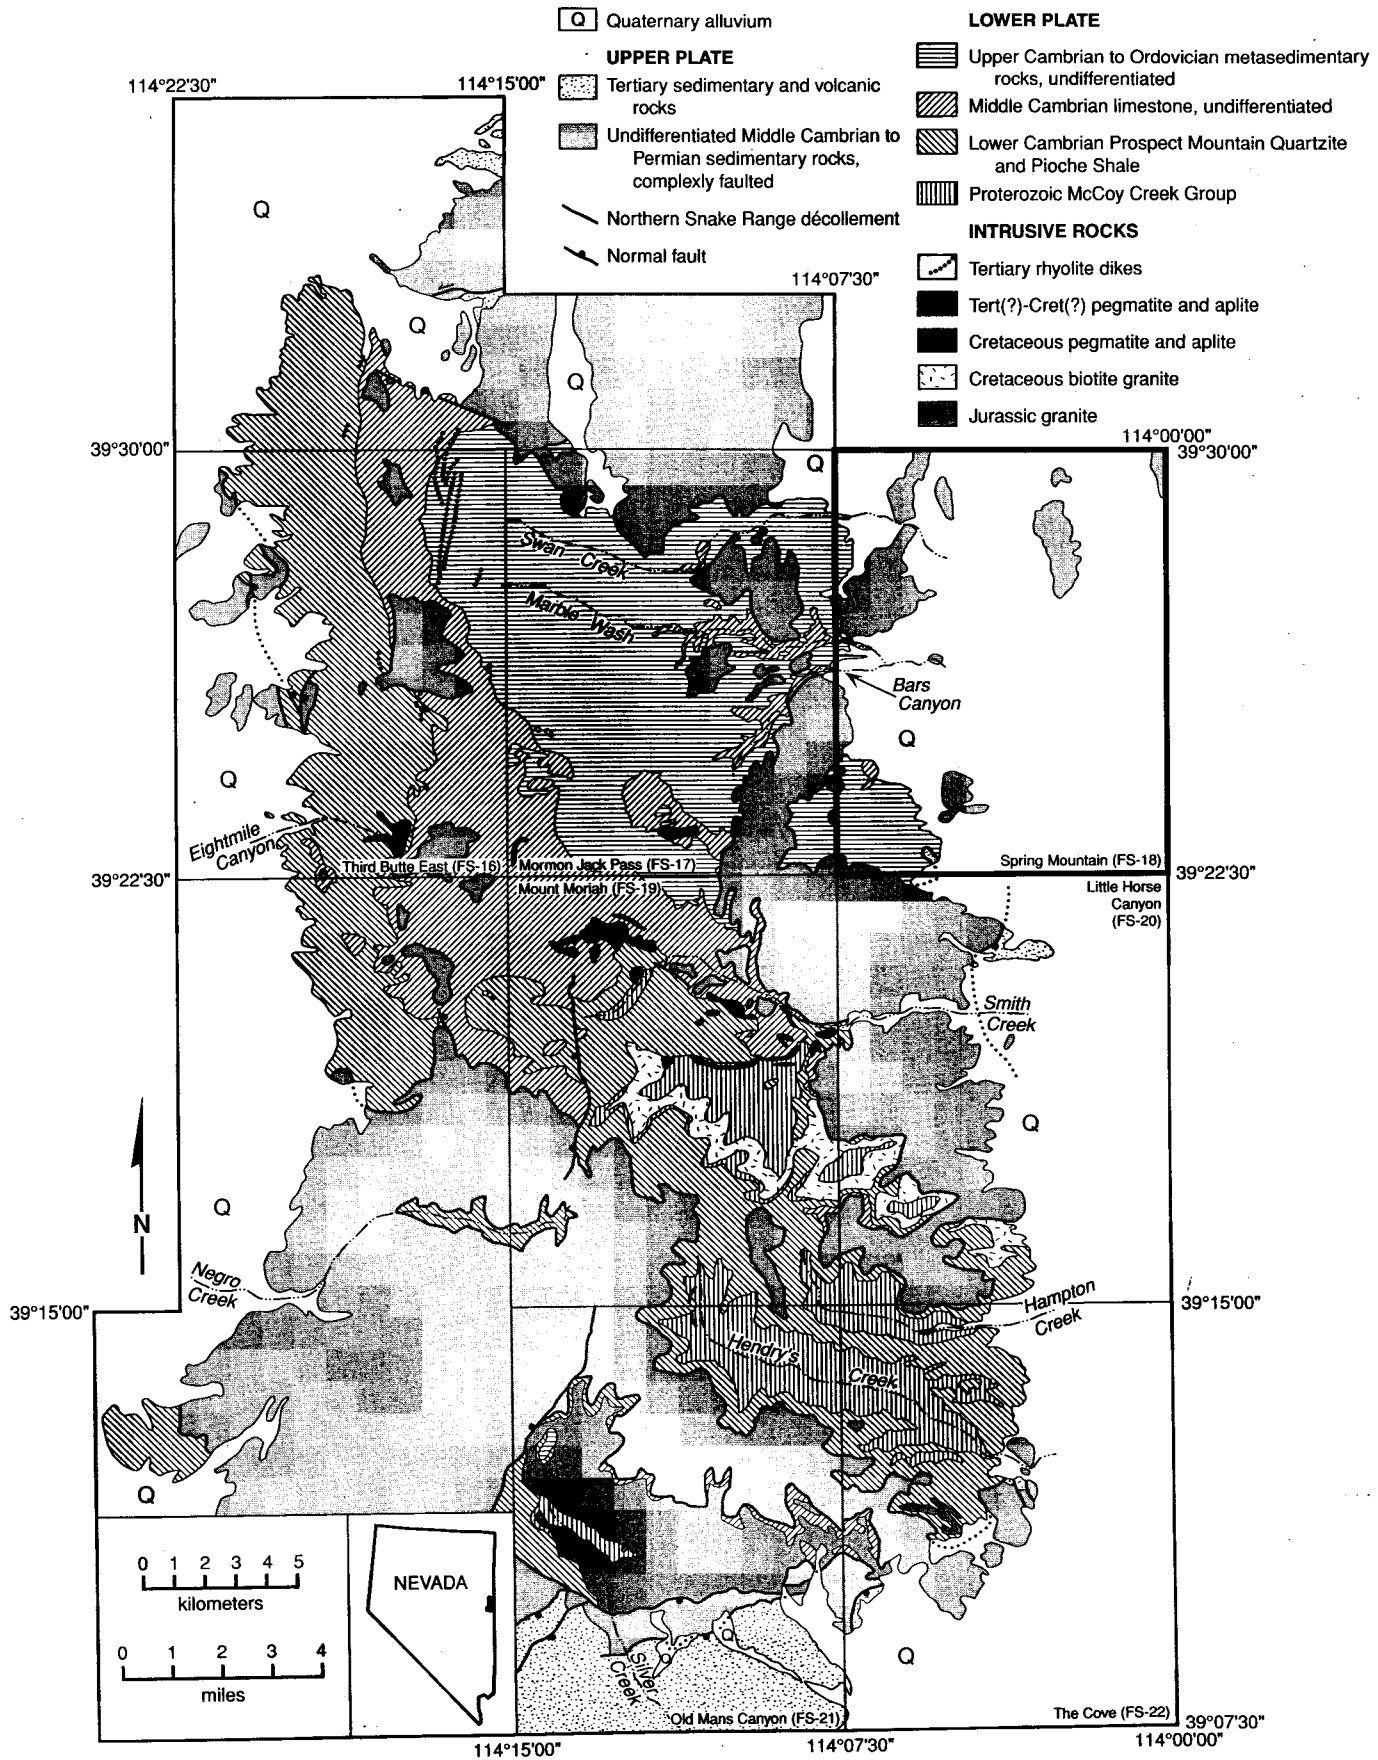 Q Quaternary alluvium
UPPER PLATE
Tertiary sedimentary and volcanic
rocks
Undifferentiated Middle Cambrian to
Permian sedimentary rocks,
complexly faulted
Northern Snake Range décollement
Normal fault
LOWER PLATE
Upper Cambrian to Ordovician metasedimentary
rocks, undifferentiated
Middle Cambrian limestone, undifferentiated
Lower Cambrian Prospect Mountain Quartzite
and Pioche Shale
Proterozoic McCoy Creek Group
INTRUSIVE ROCKS
Tertiary rhyolite dikes
Tert(?)-Cret(?) pegmatite and aplite
Cretaceous pegmatite and aplite
Cretaceous biotite granite
Jurassic granite
114°22'30"
114°15'00"
114°07'30"
114°00'00"
Q
Q
Q
39°30'00"
Q
39°30'00"
Swan Creek
Marble Wash
Bars
Canyon
Q
Q
Eightmile
Canyon
Third Butte East (FS-16)
Mormon Jack Pass (FS-17)
Spring Mountain (FS-18)
39°22'30"
Mount Moriah (FS-19)
39°22'30"
Little Horse
Canyon
(FS-20)
Smith
Creek
Q
Q
N
Negro
Creek
39°15'00"
Hampton
Creek
39°15'00"
Hendry's Creek
Q
0 1 2 3 4 5
kilometers
0 1 2 3 4
miles
NEVADA
Q
Q
Q
Silver
Creek
Old Mans Canyon (FS-21)
The Cove (FS-22)
39°07'30"
114°15'00"
114°07'30"
114°00'00"